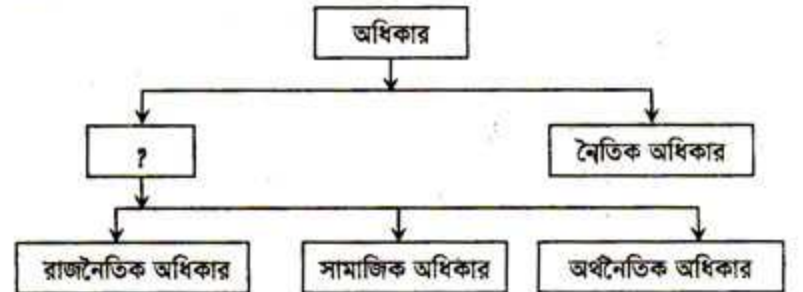 অধিকার
?
নৈতিক অধিকার
রাজনৈতিক অধিকার
সামাজিক অধিকার
অর্থনৈতিক অধিকার